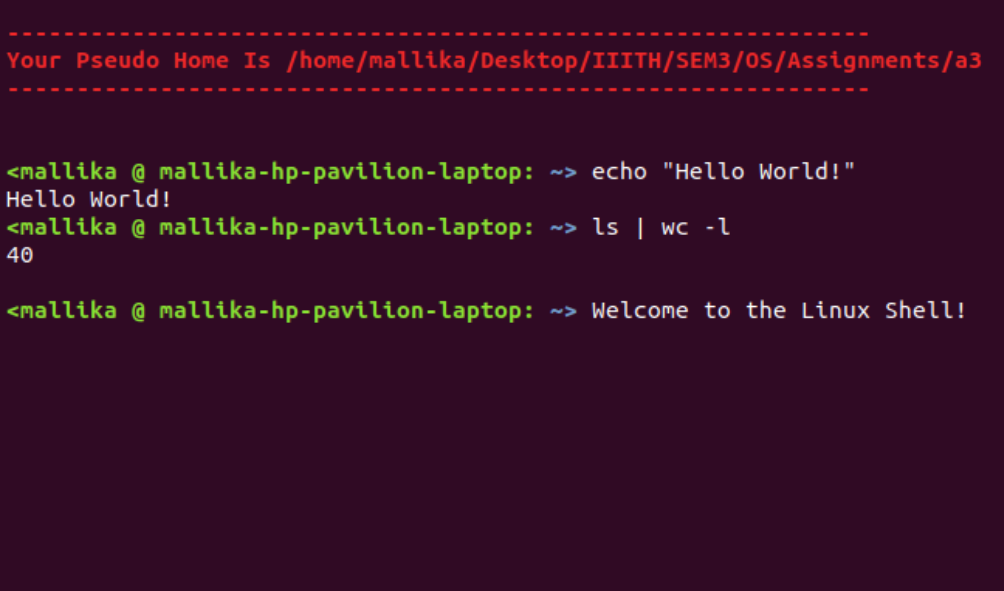 -------------------------------------------------------------
Your Pseudo Home Is /home/mallika/Desktop/IIITH/SEM3/OS/Assignments/a3
-------------------------------------------------------------
<mallika @ mallika-hp-pavilion-laptop: ~> echo "Hello World!"
Hello World!
<mallika @ mallika-hp-pavilion-laptop: ~> ls | wc -l
40
<mallika @ mallika-hp-pavilion-laptop: ~> Welcome to the Linux Shell!